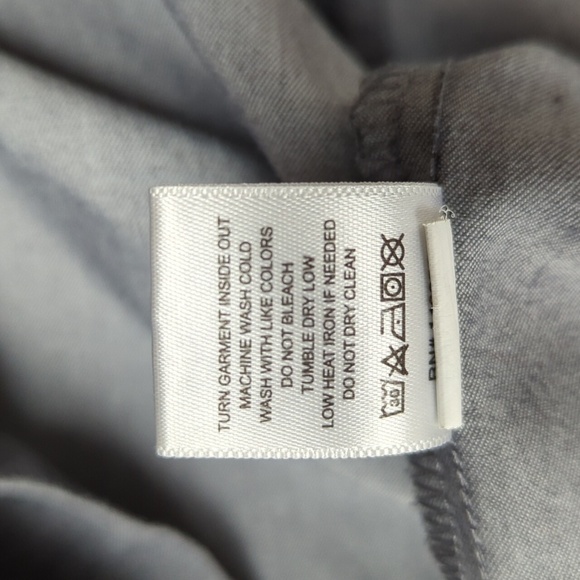 TURN GARMENT INSIDE OUT
MACHINE WASH COLD
WASH WITH LIKE COLORS
DO NOT BLEACH
TUMBLE DRY LOW
LOW HEAT IRON IF NEEDED
DO NOT DRY CLEAN
30